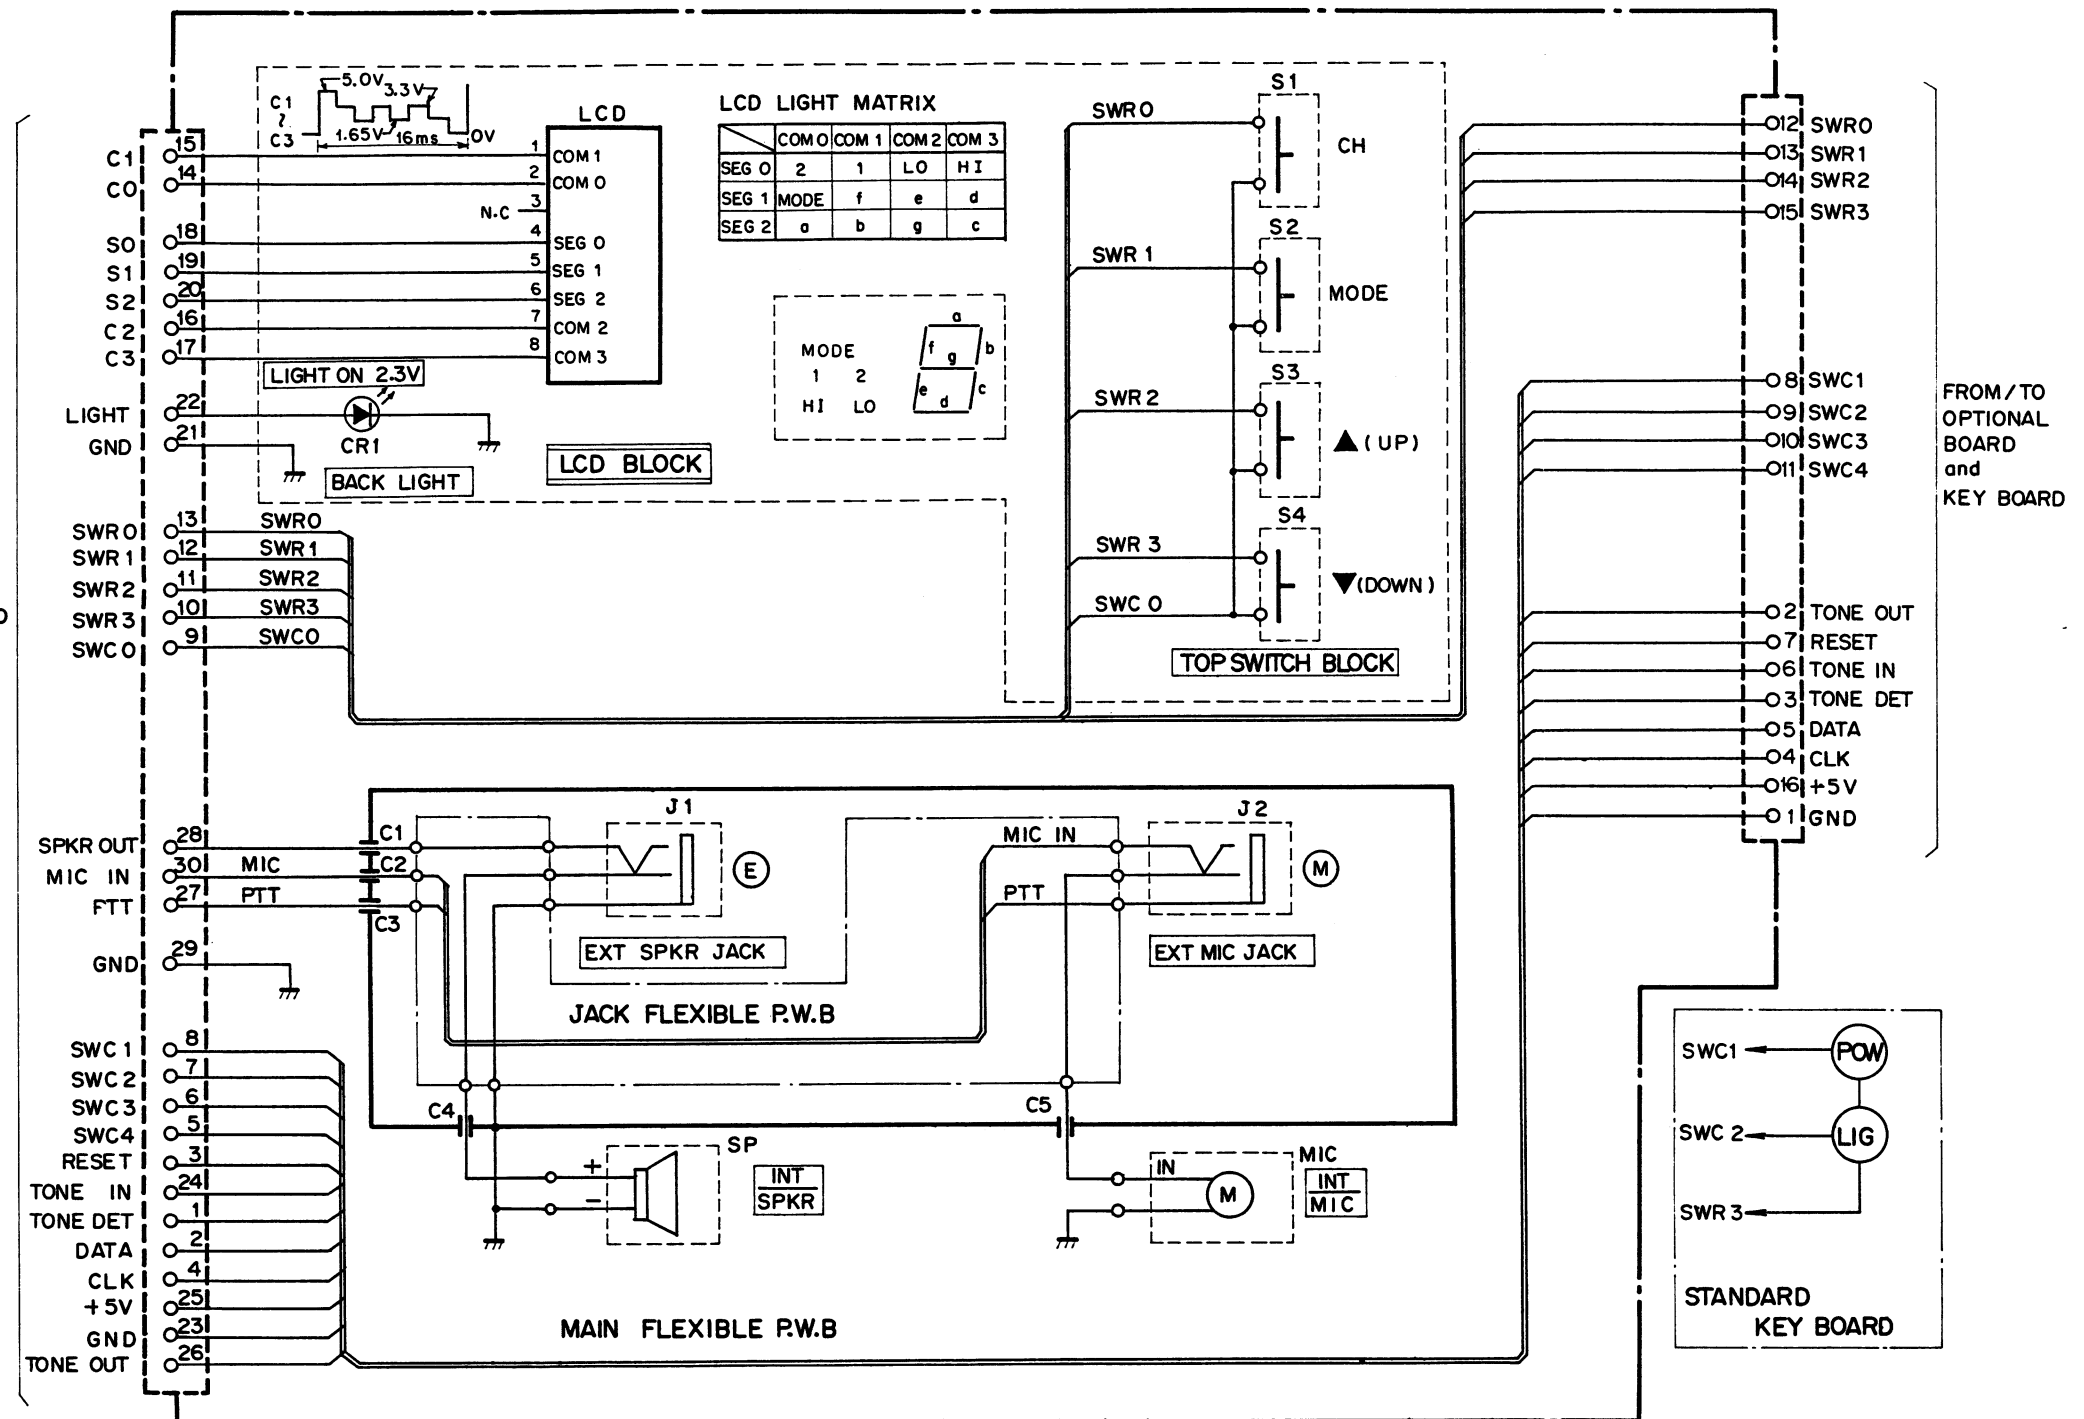 5.0V
3.3V
C1
~
C3
1.65V
16ms
0V
C1 15
C0 14
S0 18
S1 19
S2 20
C2 16
C3 17
LIGHT 22
GND 21
LCD
1 COM 1
2 COM 0
N.C 3
4 SEG 0
5 SEG 1
6 SEG 2
7 COM 2
8 COM 3
LIGHT ON 2.3V
CR1
BACK LIGHT
LCD BLOCK
LCD LIGHT MATRIX
COM 0 COM 1 COM 2 COM 3
SEG 0 2 1 LO HI
SEG 1 MODE f e d
SEG 2 a b g c
MODE
1 2
HI LO
a
f g b
e d c
SWR0
S1
CH
SWR 1
S2
MODE
SWR 2
S3
▲(UP)
SWR 3
S4
▼(DOWN)
SWC 0
TOP SWITCH BLOCK
SWR0 13 SWR0
SWR 1 12 SWR 1
SWR2 11 SWR2
SWR3 10 SWR3
SWC0 9 SWC0
12 SWR0
13 SWR1
14 SWR2
15 SWR3
8 SWC1
9 SWC2
10 SWC3
11 SWC4
2 TONE OUT
7 RESET
6 TONE IN
3 TONE DET
5 DATA
4 CLK
16 +5V
1 GND
FROM/TO
OPTIONAL
BOARD
and
KEY BOARD
SPKR OUT 28
MIC IN 30 MIC
FTT 27 PTT
GND 29
C1
C2
C3
J1
E
EXT SPKR JACK
MIC IN
PTT
J2
M
EXT MIC JACK
JACK FLEXIBLE P.W.B
C4
C5
SP
+
−
INT
SPKR
MIC
IN
M
INT
MIC
SWC 1 8
SWC 2 7
SWC3 6
SWC4 5
RESET 3
TONE IN 24
TONE DET 1
DATA 2
CLK 4
+5V 25
GND 23
TONE OUT 26
MAIN FLEXIBLE P.W.B
SWC1 POW
SWC 2 LIG
SWR 3
STANDARD
KEY BOARD